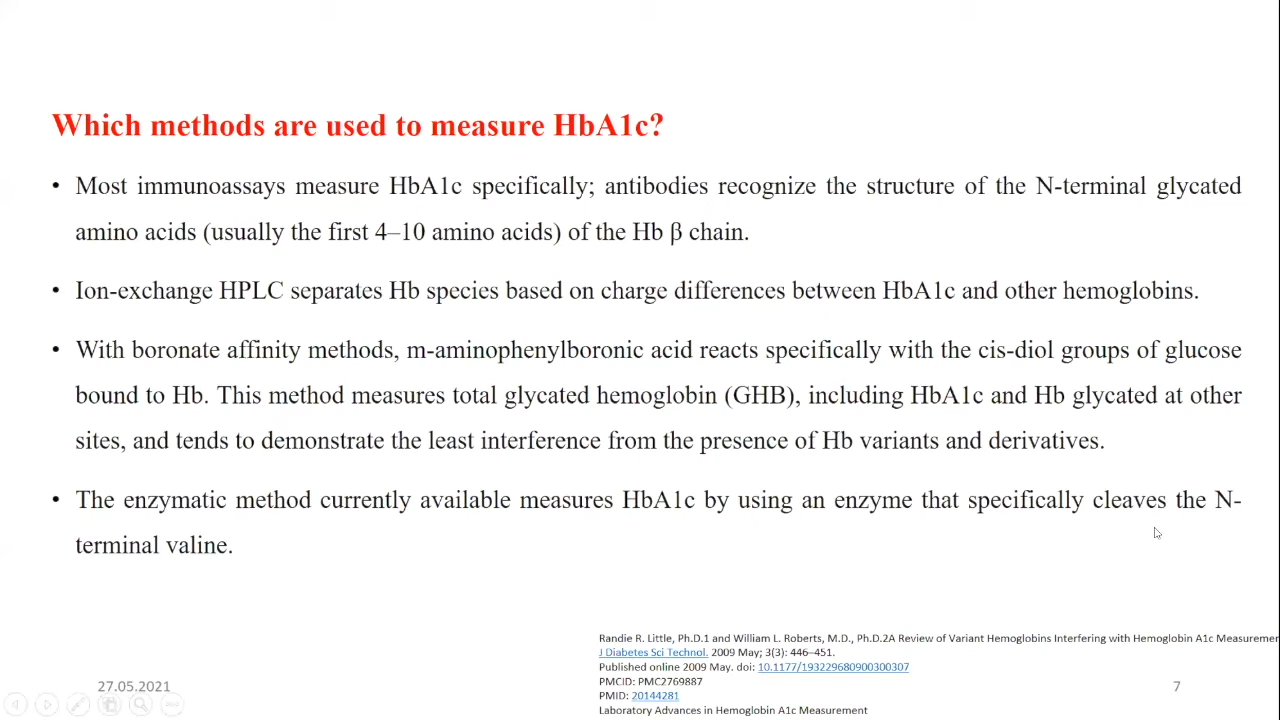 Which methods are used to measure HbA1c?
• Most immunoassays measure HbA1c specifically; antibodies recognize the structure of the N-terminal glycated
amino acids (usually the first 4–10 amino acids) of the Hb β chain.
• Ion-exchange HPLC separates Hb species based on charge differences between HbA1c and other hemoglobins.
• With boronate affinity methods, m-aminophenylboronic acid reacts specifically with the cis-diol groups of glucose
bound to Hb. This method measures total glycated hemoglobin (GHB), including HbA1c and Hb glycated at other
sites, and tends to demonstrate the least interference from the presence of Hb variants and derivatives.
• The enzymatic method currently available measures HbA1c by using an enzyme that specifically cleaves the N-
terminal valine.
Randie R. Little, Ph.D.1 and William L. Roberts, M.D., Ph.D.2A Review of Variant Hemoglobins Interfering with Hemoglobin A1c Measuremen
J Diabetes Sci Technol. 2009 May; 3(3): 446–451.
Published online 2009 May. doi: 10.1177/193229680900300307
PMCID: PMC2769887
PMID: 20144281
Laboratory Advances in Hemoglobin A1c Measurement
27.05.2021
7